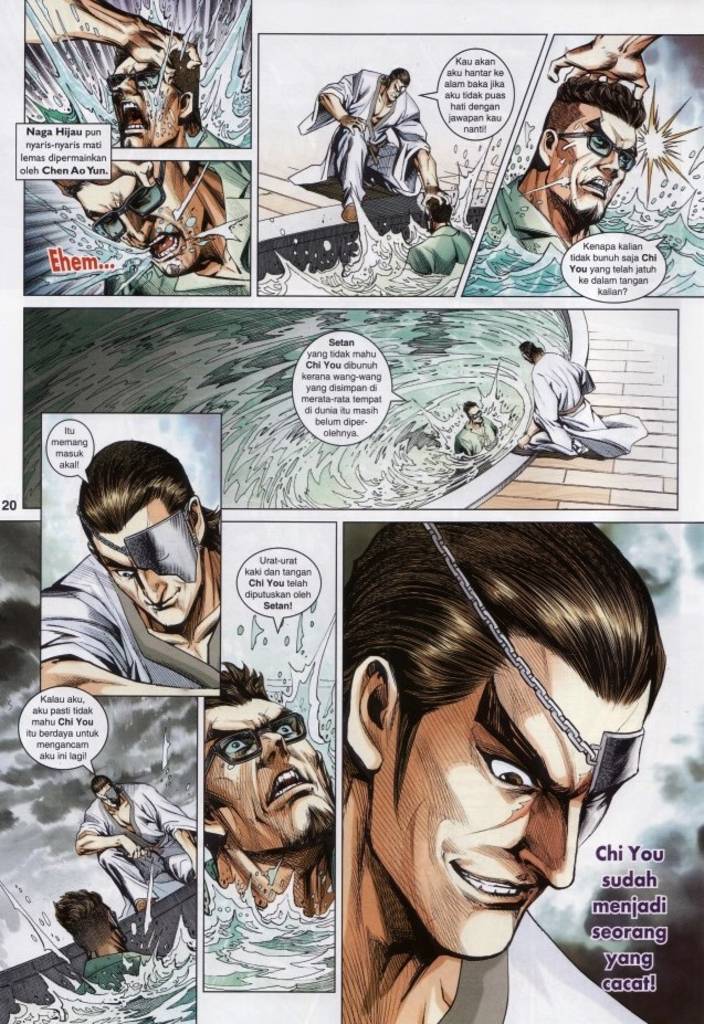 Naga Hijau pun
nyaris-nyaris mati
lemas dipermainkan
oleh Chen Ao Yun.
Ehem...
Kau akan
aku hantar ke
alam baka jika
aku tidak puas
hati dengan
jawapan kau
nanti!
Kenapa kalian
tidak bunuh saja Chi
You yang telah jatuh
ke dalam tangan
kalian?
Setan
yang tidak mahu
Chi You dibunuh
kerana wang-wang
yang disimpan di
merata-rata tempat
di dunia itu masih
belum diper-
olehnya.
Itu
memang
masuk
akal!
20
Kalau aku,
aku pasti tidak
mahu Chi You
itu berdaya untuk
mengancam
aku ini lagi!
Urat-urat
kaki dan tangan
Chi You telah
diputuskan oleh
Setan!
Chi You
sudah
menjadi
seorang
yang
cacat!